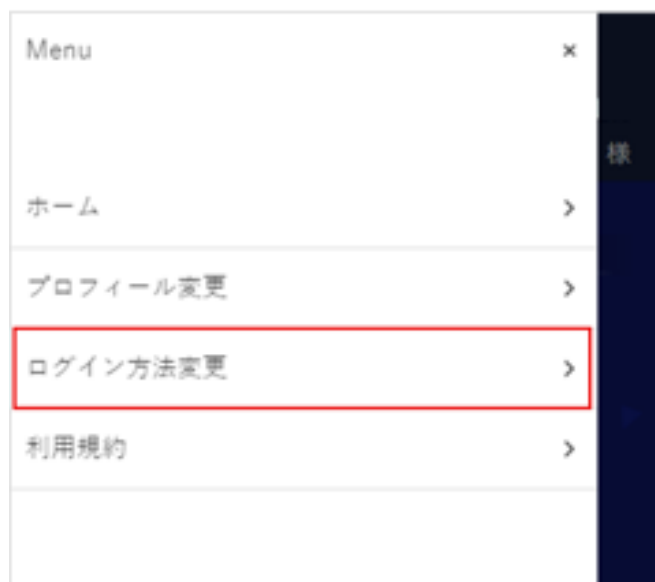 Menu ×
様
ホーム
プロフィール変更
ログイン方法変更
利用規約